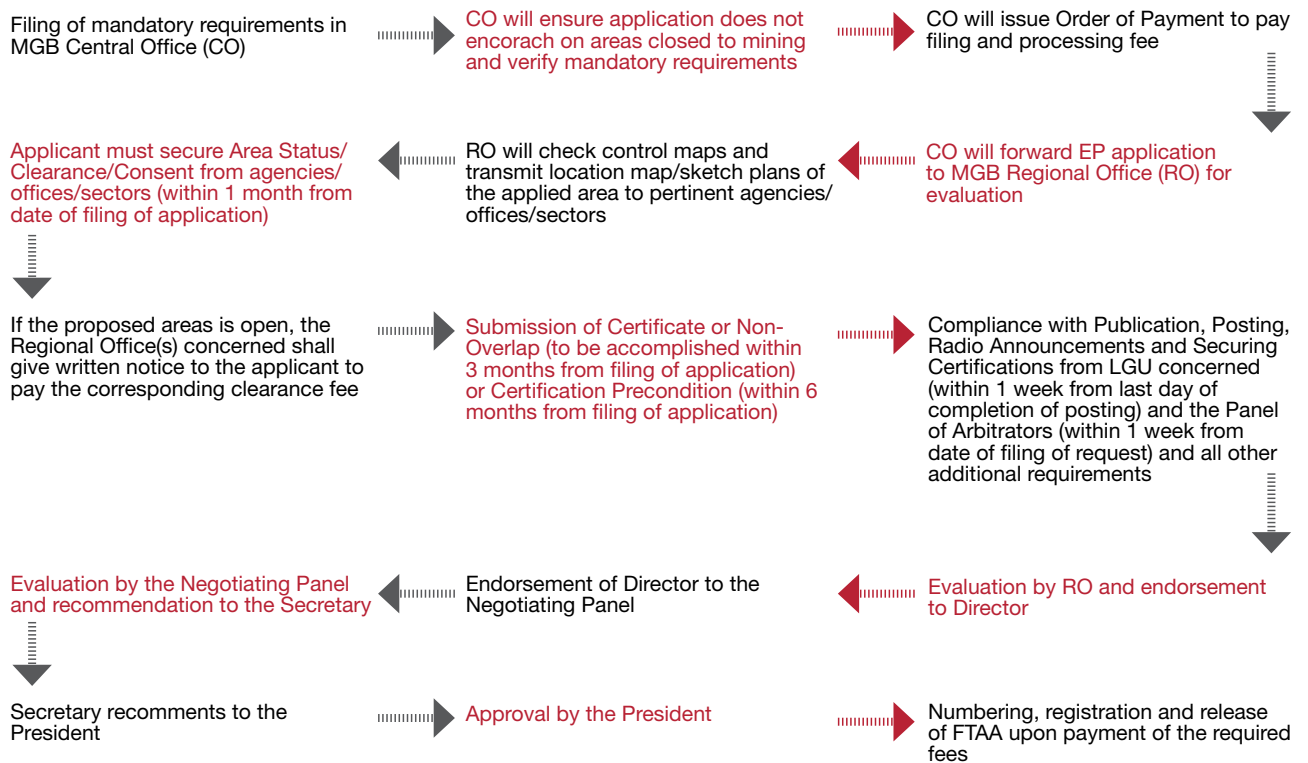 Filing of mandatory requirements in
MGB Central Office (CO)
CO will ensure application does not
encorach on areas closed to mining
and verify mandatory requirements
CO will issue Order of Payment to pay
filing and processing fee
CO will forward EP application
to MGB Regional Office (RO) for
evaluation
RO will check control maps and
transmit location map/sketch plans of
the applied area to pertinent agencies/
offices/sectors
Applicant must secure Area Status/
Clearance/Consent from agencies/
offices/sectors (within 1 month from
date of filing of application)
If the proposed areas is open, the
Regional Office(s) concerned shall
give written notice to the applicant to
pay the corresponding clearance fee
Submission of Certificate or Non-
Overlap (to be accomplished within
3 months from filing of application)
or Certification Precondition (within 6
months from filing of application)
Compliance with Publication, Posting,
Radio Announcements and Securing
Certifications from LGU concerned
(within 1 week from last day of
completion of posting) and the Panel
of Arbitrators (within 1 week from
date of filing of request) and all other
additional requirements
Evaluation by RO and endorsement
to Director
Endorsement of Director to the
Negotiating Panel
Evaluation by the Negotiating Panel
and recommendation to the Secretary
Secretary recomments to the
President
Approval by the President
Numbering, registration and release
of FTAA upon payment of the required
fees